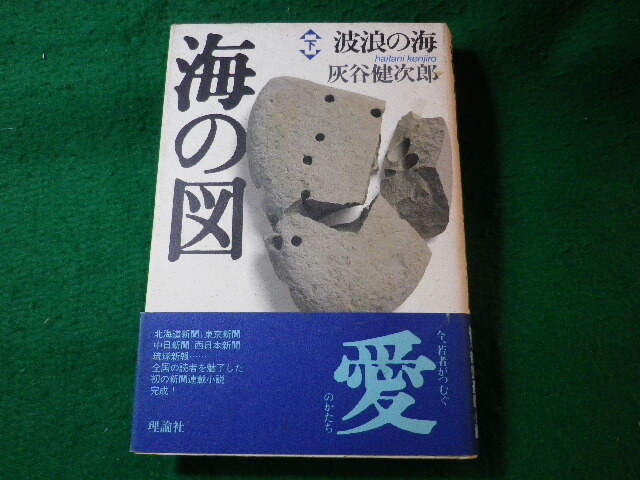 海の図
【下】
波浪の海
haitani kenjiro
灰谷健次郎
「北海道新聞」「東京新聞
「中日新聞」「西日本新聞
琉球新報……
全国の読者を魅了した
初の新聞連載小説
完成!
今、若者がつむぐ
愛
のかたち
理論社